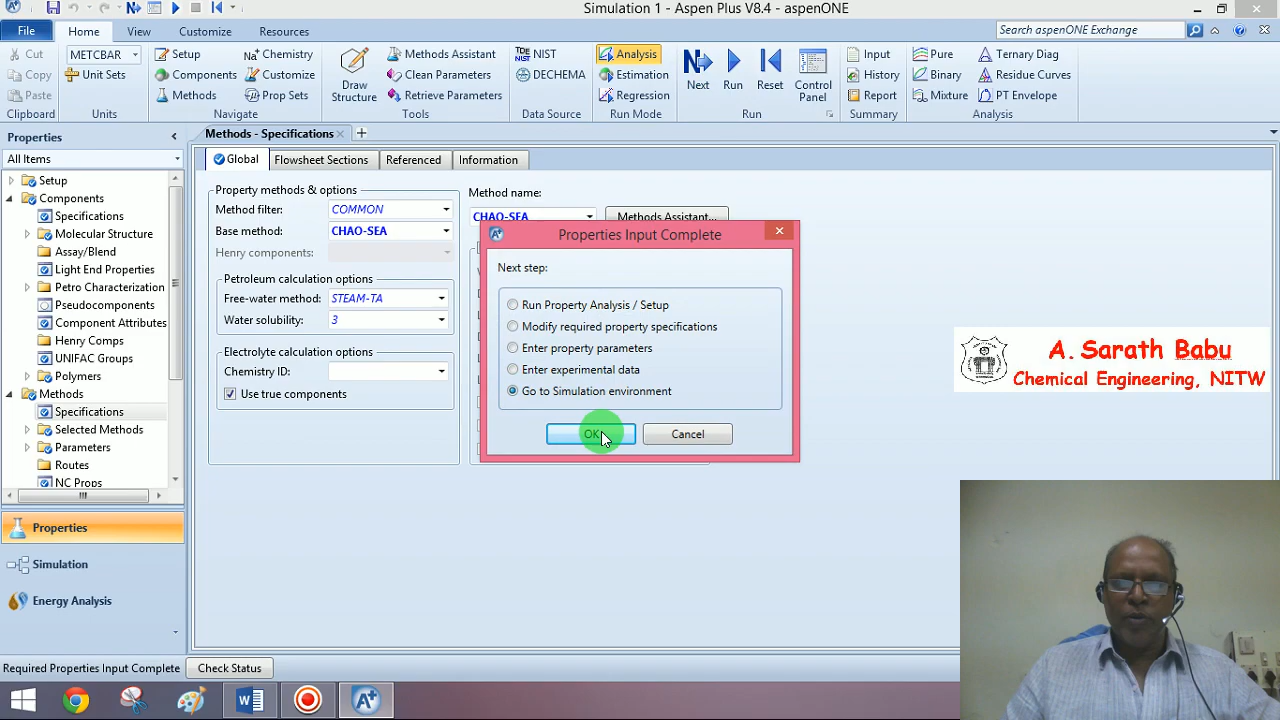 Simulation 1 - Aspen Plus V8.4 - aspenONE
File
Home
View
Customize
Resources
Search aspenONE Exchange
Cut
METCBAR
Setup
Chemistry
Methods Assistant
NIST
Analysis
Input
Pure
Ternary Diag
Copy
Unit Sets
Components
Customize
Clean Parameters
DECHEMA
Estimation
History
Binary
Residue Curves
Paste
Methods
Prop Sets
Draw
Structure
Retrieve Parameters
Regression
Next
Run
Reset
Control
Panel
Report
Mixture
PT Envelope
Clipboard
Units
Navigate
Tools
Data Source
Run Mode
Run
Summary
Analysis
Properties
All Items
Setup
Components
Specifications
Molecular Structure
Assay/Blend
Light End Properties
Petro Characterization
Pseudocomponents
Component Attributes
Henry Comps
UNIFAC Groups
Polymers
Methods
Specifications
Selected Methods
Parameters
Routes
NC Props
Properties
Simulation
Energy Analysis
Methods - Specifications
Global
Flowsheet Sections
Referenced
Information
Property methods & options
Method filter:
COMMON
Base method:
CHAO-SEA
Henry components:
Petroleum calculation options
Free-water method:
STEAM-TA
Water solubility:
3
Electrolyte calculation options
Chemistry ID:
Use true components
Method name:
CHAO-SEA
Methods Assistant...
Properties Input Complete
Next step:
Run Property Analysis / Setup
Modify required property specifications
Enter property parameters
Enter experimental data
Go to Simulation environment
OK
Cancel
A. Sarath Babu
Chemical Engineering, NITW
Required Properties Input Complete
Check Status